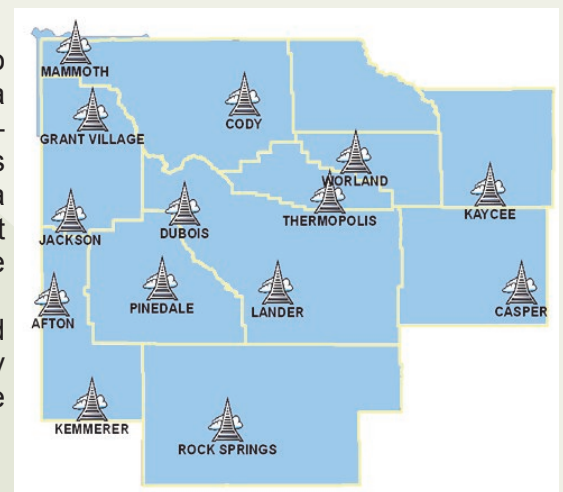 MAMMOTH
CODY
GRANT VILLAGE
WORLAND
THERMOPOLIS
KAYCEE
JACKSON
DUBOIS
AFTON
PINEDALE
LANDER
CASPER
KEMMERER
ROCK SPRINGS